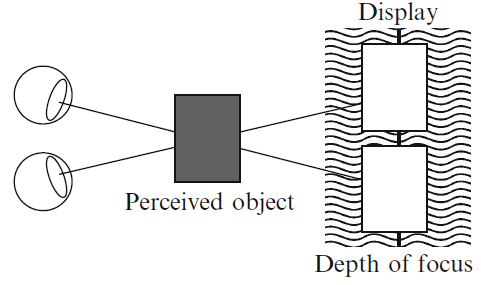 Display
Perceived object
Depth of focus